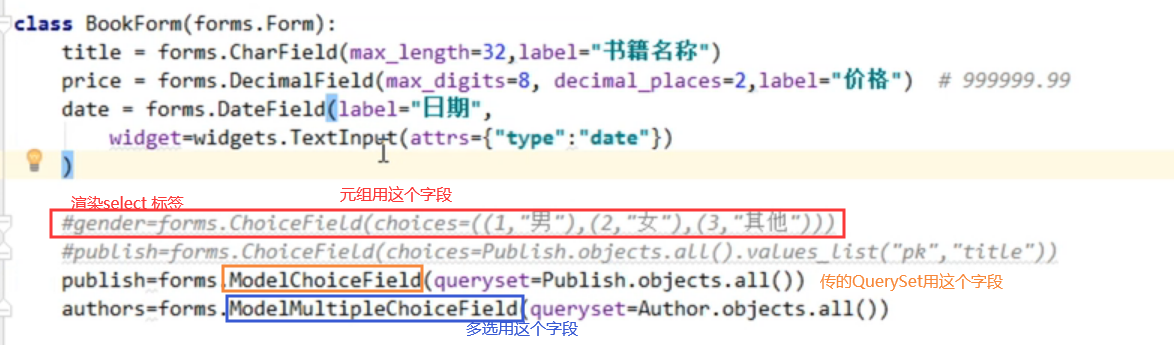 class BookForm(forms.Form):
title = forms.CharField(max_length=32,label="书籍名称")
price = forms.DecimalField(max_digits=8, decimal_places=2,label="价格")  # 999999.99
date = forms.DateField(label="日期",
widget=widgets.TextInput(attrs={"type":"date"})
)
渲染select 标签
元组用这个字段
#gender=forms.ChoiceField(choices=((1,"男"),(2,"女"),(3,"其他")))
#publish=forms.ChoiceField(choices=Publish.objects.all().values_list("pk","title"))
publish=forms.ModelChoiceField(queryset=Publish.objects.all()) 传的QuerySet用这个字段
authors=forms.ModelMultipleChoiceField(queryset=Author.objects.all())
多选用这个字段